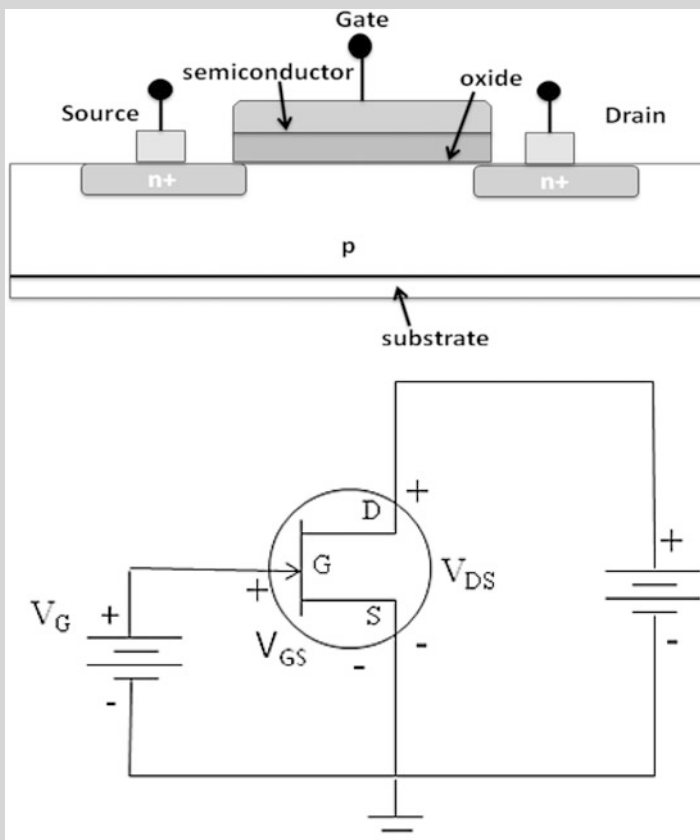 Gate
semiconductor
oxide
Source
Drain
n+
n+
p
substrate
+
D
+
G
V_DS
+
V_G
+
S
V_GS
-
-
-
-